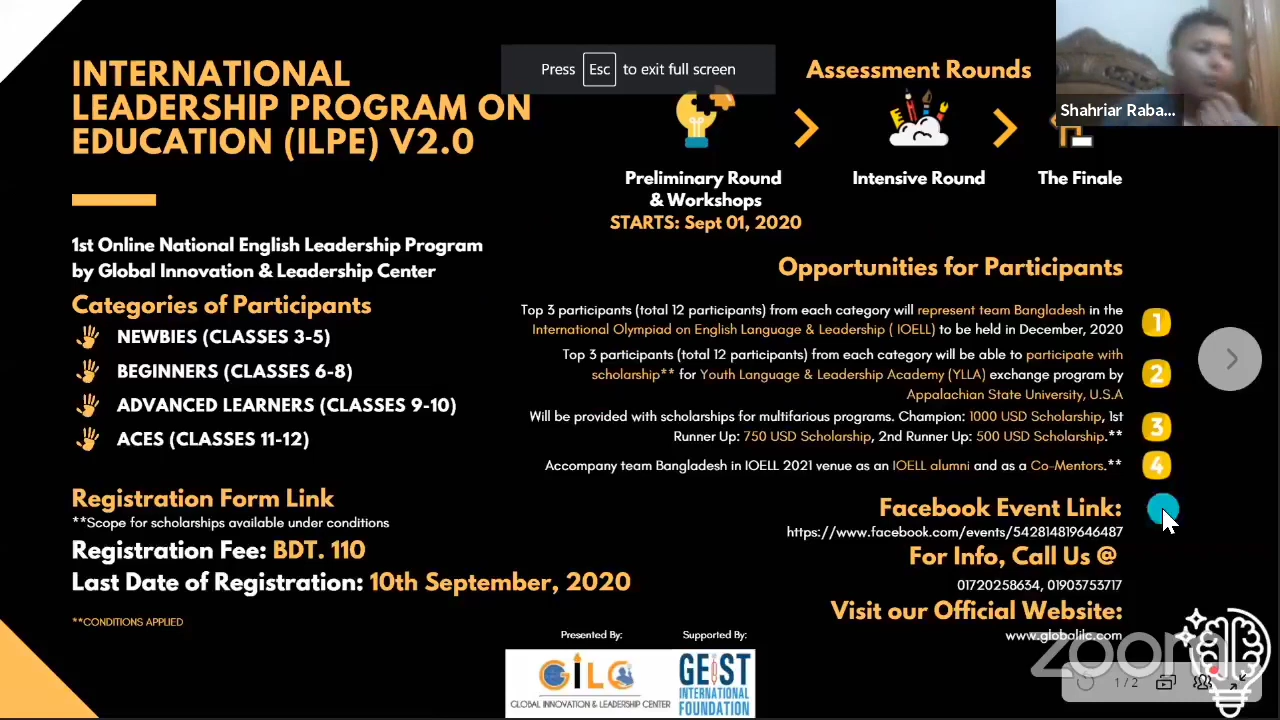 INTERNATIONAL
LEADERSHIP PROGRAM ON
EDUCATION (ILPE) V2.0
1st Online National English Leadership Program
by Global Innovation & Leadership Center
Categories of Participants
NEWBIES (CLASSES 3-5)
BEGINNERS (CLASSES 6-8)
ADVANCED LEARNERS (CLASSES 9-10)
ACES (CLASSES 11-12)
Registration Form Link
**Scope for scholarships available under conditions
Registration Fee: BDT. 110
Last Date of Registration: 10th September, 2020
**CONDITIONS APPLIED
Press Esc to exit full screen
Assessment Rounds
Shahriar Raba...
Preliminary Round
& Workshops
STARTS: Sept 01, 2020
Intensive Round
The Finale
Opportunities for Participants
Top 3 participants (total 12 participants) from each category will represent team Bangladesh in the
International Olympiad on English Language & Leadership ( IOELL) to be held in December, 2020
1
Top 3 participants (total 12 participants) from each category will be able to participate with
scholarship** for Youth Language & Leadership Academy (YLLA) exchange program by
Appalachian State University, U.S.A
2
Will be provided with scholarships for multifarious programs. Champion: 1000 USD Scholarship, 1st
Runner Up: 750 USD Scholarship, 2nd Runner Up: 500 USD Scholarship.**
3
Accompany team Bangladesh in IOELL 2021 venue as an IOELL alumni and as a Co-Mentors.**
4
Facebook Event Link:
https://www.facebook.com/events/542814819646487
For Info, Call Us @
01720258634, 01903753717
Visit our Official Website:
www.globalilc.com
Presented By:
GILC
GLOBAL INNOVATION & LEADERSHIP CENTER
Supported By:
GEIST
INTERNATIONAL
FOUNDATION
zoom
1/2